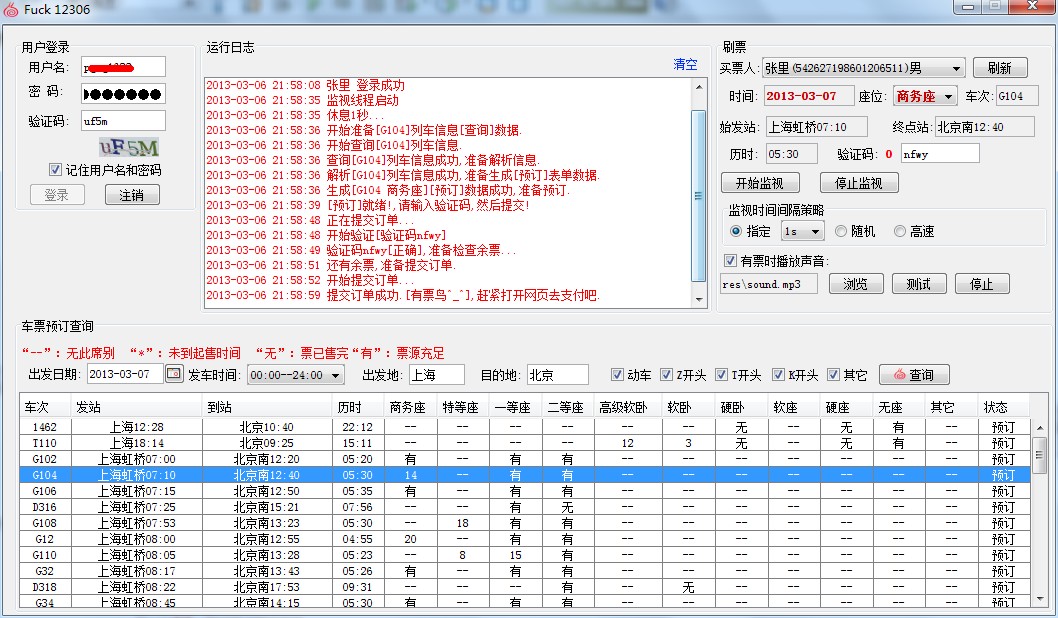 Fuck 12306
用户登录
用户名:
密 码:
验证码: uf5m
uF5M
记住用户名和密码
登录 注销
运行日志
清空
2013-03-06 21:58:08 张里 登录成功
2013-03-06 21:58:35 监视线程启动
2013-03-06 21:58:35 休息1秒...
2013-03-06 21:58:36 开始准备[G104]列车信息[查询]数据.
2013-03-06 21:58:36 开始查询[G104]列车信息.
2013-03-06 21:58:36 查询[G104]列车信息成功,准备解析信息.
2013-03-06 21:58:36 解析[G104]列车信息成功,准备生成[预订]表单数据.
2013-03-06 21:58:36 生成[G104 商务座][预订]数据成功,准备预订.
2013-03-06 21:58:39 [预订]就绪!,请输入验证码,然后提交!
2013-03-06 21:58:48 正在提交订单...
2013-03-06 21:58:48 开始验证[验证码nfwy]
2013-03-06 21:58:49 验证码nfwy[正确],准备检查余票...
2013-03-06 21:58:51 还有余票,准备提交订单.
2013-03-06 21:58:52 开始提交订单...
2013-03-06 21:58:59 提交订单成功.[有票鸟^_^],赶紧打开网页去支付吧.
刷票
买票人: 张里(542627198601206511)男 刷新
时间: 2013-03-07 座位: 商务座 车次: G104
始发站: 上海虹桥07:10 终点站: 北京南12:40
历时: 05:30 验证码: 0 nfwy
开始监视 停止监视
监视时间间隔策略
指定 1s 随机 高速
有票时播放声音:
res\sound.mp3 浏览 测试 停止
车票预订查询
“--”: 无此席别 “*”: 未到起售时间 “无”: 票已售完“有”: 票源充足
出发日期: 2013-03-07 发车时间: 00:00--24:00 出发地: 上海 目的地: 北京 动车 Z开头 T开头 K开头 其它 查询
车次 发站 到站 历时 商务座 特等座 一等座 二等座 高级软卧 软卧 硬卧 软座 硬座 无座 其它 状态
1462 上海12:28 北京10:40 22:12 -- -- -- -- -- -- 无 -- 无 有 -- 预订
T110 上海18:14 北京09:25 15:11 -- -- -- -- 12 3 无 -- 无 有 -- 预订
G102 上海虹桥07:00 北京南12:20 05:20 有 -- 有 有 -- -- -- -- -- -- -- 预订
G104 上海虹桥07:10 北京南12:40 05:30 14 -- 有 有 -- -- -- -- -- -- -- 预订
G106 上海虹桥07:15 北京南12:50 05:35 有 -- 有 有 -- -- -- -- -- -- -- 预订
D316 上海虹桥07:25 北京南15:21 07:56 -- -- 有 无 -- -- -- -- -- -- -- 预订
G108 上海虹桥07:53 北京南13:23 05:30 -- 18 有 有 -- -- -- -- -- -- -- 预订
G12 上海虹桥08:00 北京南12:55 04:55 20 -- 有 有 -- -- -- -- -- -- -- 预订
G110 上海虹桥08:05 北京南13:28 05:23 -- 8 15 有 -- -- -- -- -- -- -- 预订
G32 上海虹桥08:17 北京南13:43 05:26 有 -- 有 有 -- -- -- -- -- -- -- 预订
D318 上海虹桥08:22 北京南17:53 09:31 -- -- -- 有 -- 无 -- -- -- -- -- 预订
G34 上海虹桥08:45 北京南14:15 05:30 有 -- 有 有 -- -- -- -- -- -- -- 预订